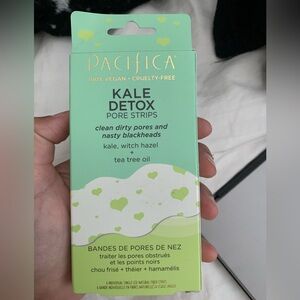 PACIFICA
100% VEGAN • CRUELTY-FREE
KALE
DETOX
PORE STRIPS
clean dirty pores and
nasty blackheads
kale, witch hazel
+
tea tree oil
BANDES DE PORES DE NEZ
traiter les pores obstrués
et les points noirs
chou frisé + théier + hamamélis